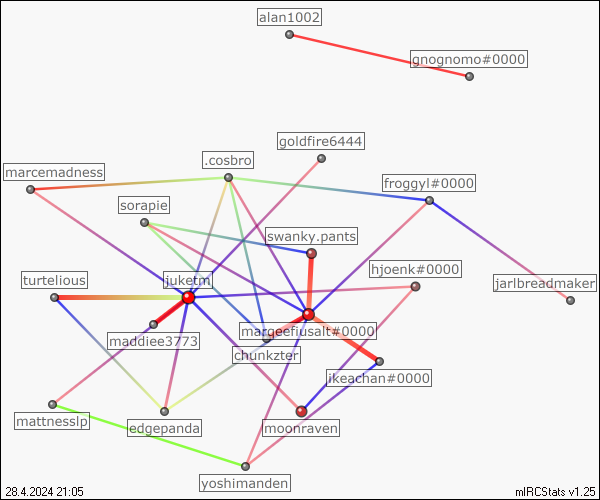 alan1002
gnognomo#0000
goldfire6444
.cosbro
marcemadness
froggyl#0000
sorapie
swanky.pants
hjoenk#0000
turtelious
juketm
jarlbreadmaker
marqeefiusalt#0000
maddiee3773
chunkzter
ikeachan#0000
mattnesslp
edgepanda
moonraven
yoshimanden
28.4.2024 21:05
mIRCStats v1.25